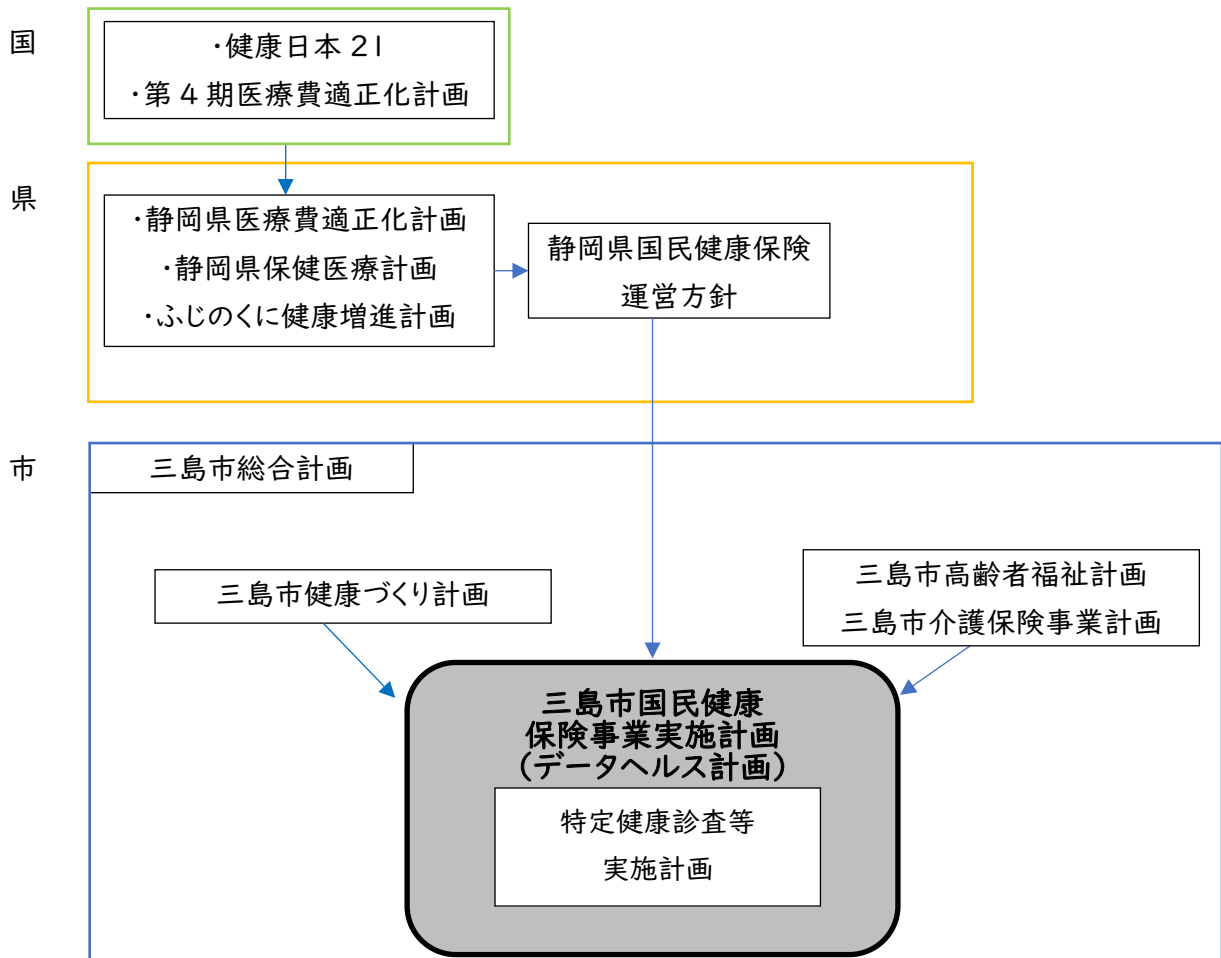 国
・健康日本21
・第4期医療費適正化計画
県
・静岡県医療費適正化計画
・静岡県保健医療計画
・ふじのくに健康増進計画
静岡県国民健康保険
運営方針
市
三島市総合計画
三島市健康づくり計画
三島市高齢者福祉計画
三島市介護保険事業計画
三島市国民健康
保険事業実施計画
(データヘルス計画)
特定健康診査等
実施計画